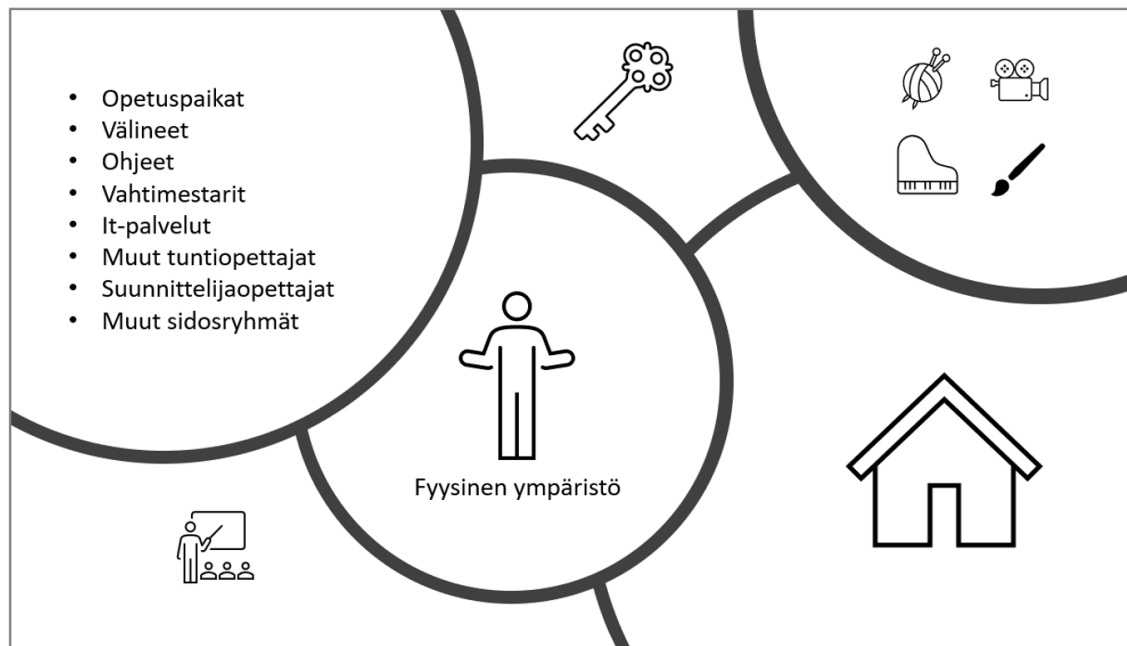 • Opetuspaikat
• Välineet
• Ohjeet
• Vahtimestarit
• It-palvelut
• Muut tuntiopettajat
• Suunnittelijaopettajat
• Muut sidosryhmät
Fyysinen ympäristö